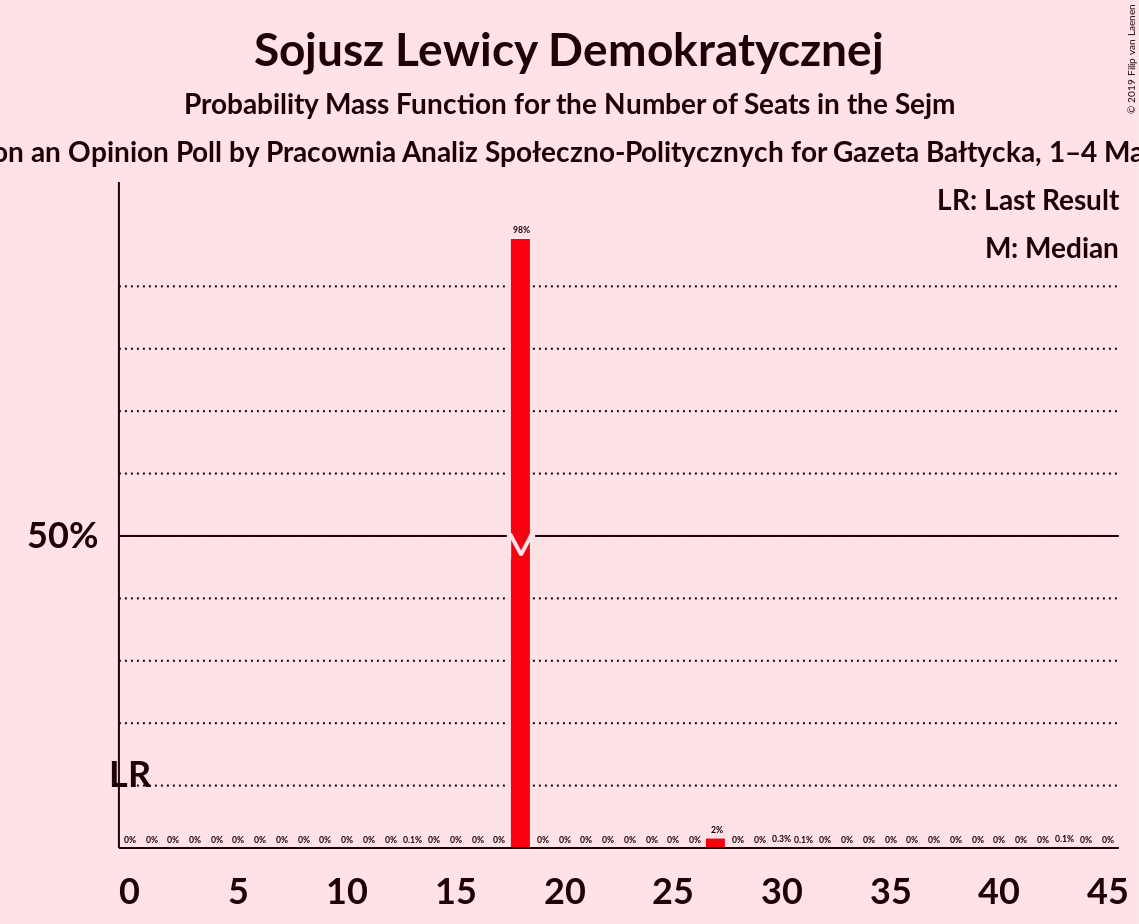 Sojusz Lewicy Demokratycznej
Probability Mass Function for the Number of Seats in the Sejm
on an Opinion Poll by Pracownia Analiz Społeczno-Politycznych for Gazeta Bałtycka, 1–4 Ma
© 2019 Filip van Laenen
LR: Last Result
M: Median
98%
50%
M
LR
2%
0% 0% 0% 0% 0% 0% 0% 0% 0% 0% 0% 0% 0% 0.1% 0% 0% 0% 0% 0% 0% 0% 0% 0% 0% 0% 0% 0% 0% 0.3% 0.1% 0% 0% 0% 0% 0% 0% 0% 0% 0% 0% 0% 0.1% 0% 0%
0 5 10 15 20 25 30 35 40 45